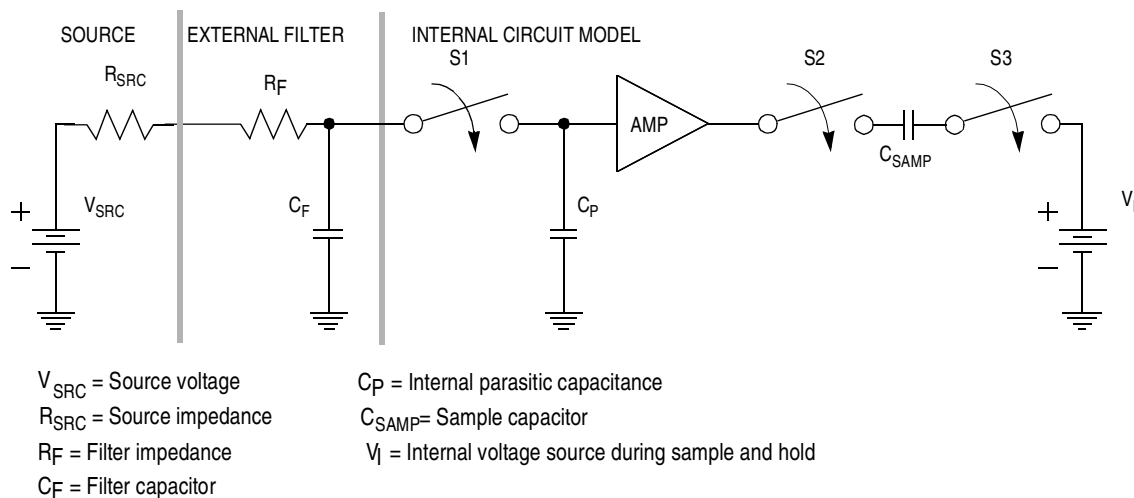 SOURCE
EXTERNAL FILTER
INTERNAL CIRCUIT MODEL
S1
S2
S3
RSRC
RF
AMP
CSAMP
VSRC
CF
CP
+
−
+
−
VSRC = Source voltage
RSRC = Source impedance
RF = Filter impedance
CF = Filter capacitor
CP = Internal parasitic capacitance
CSAMP= Sample capacitor
VI = Internal voltage source during sample and hold